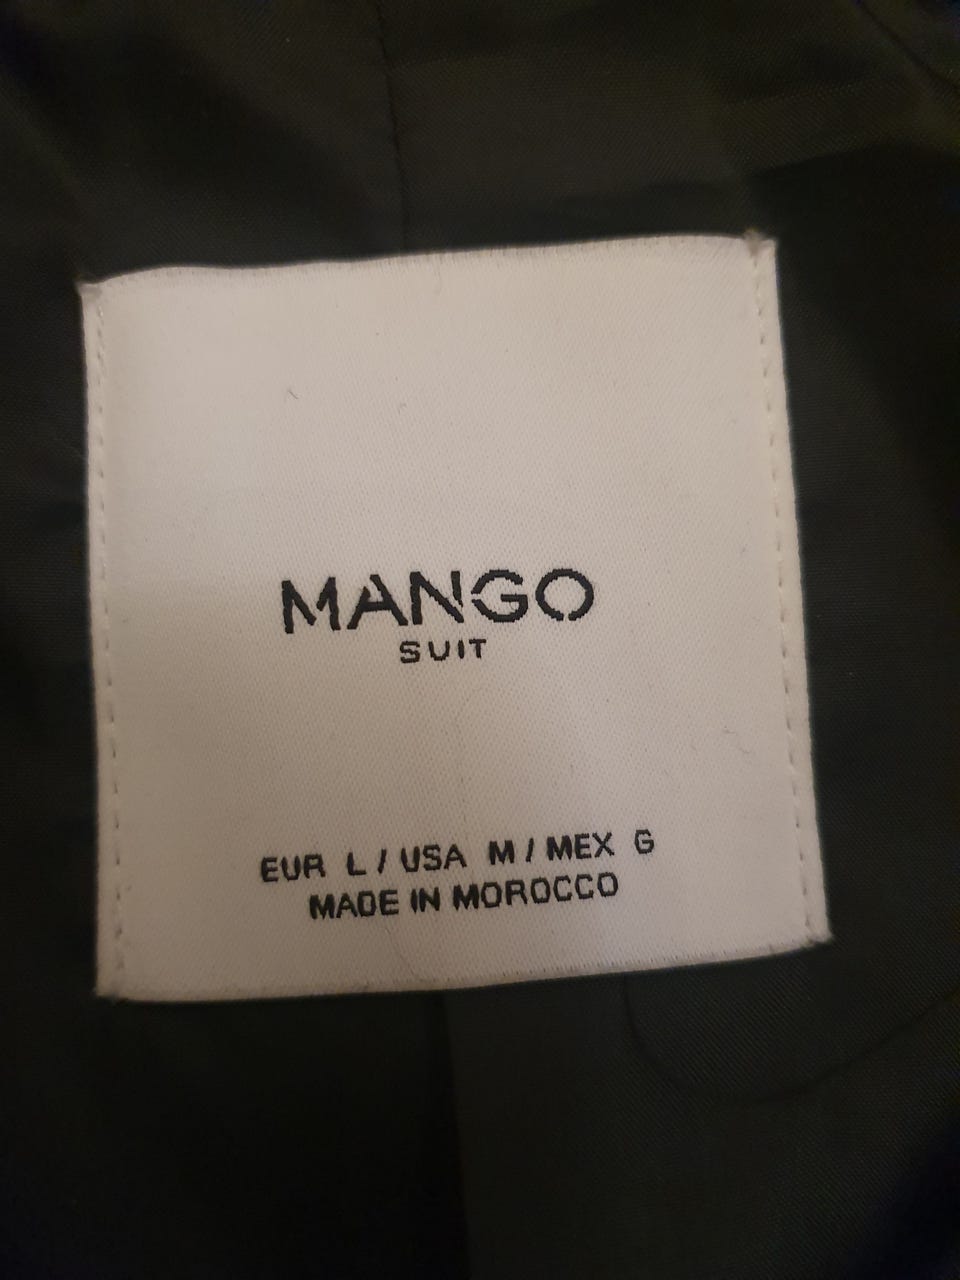 MANGO
SUIT
EUR L / USA M / MEX G
MADE IN MOROCCO